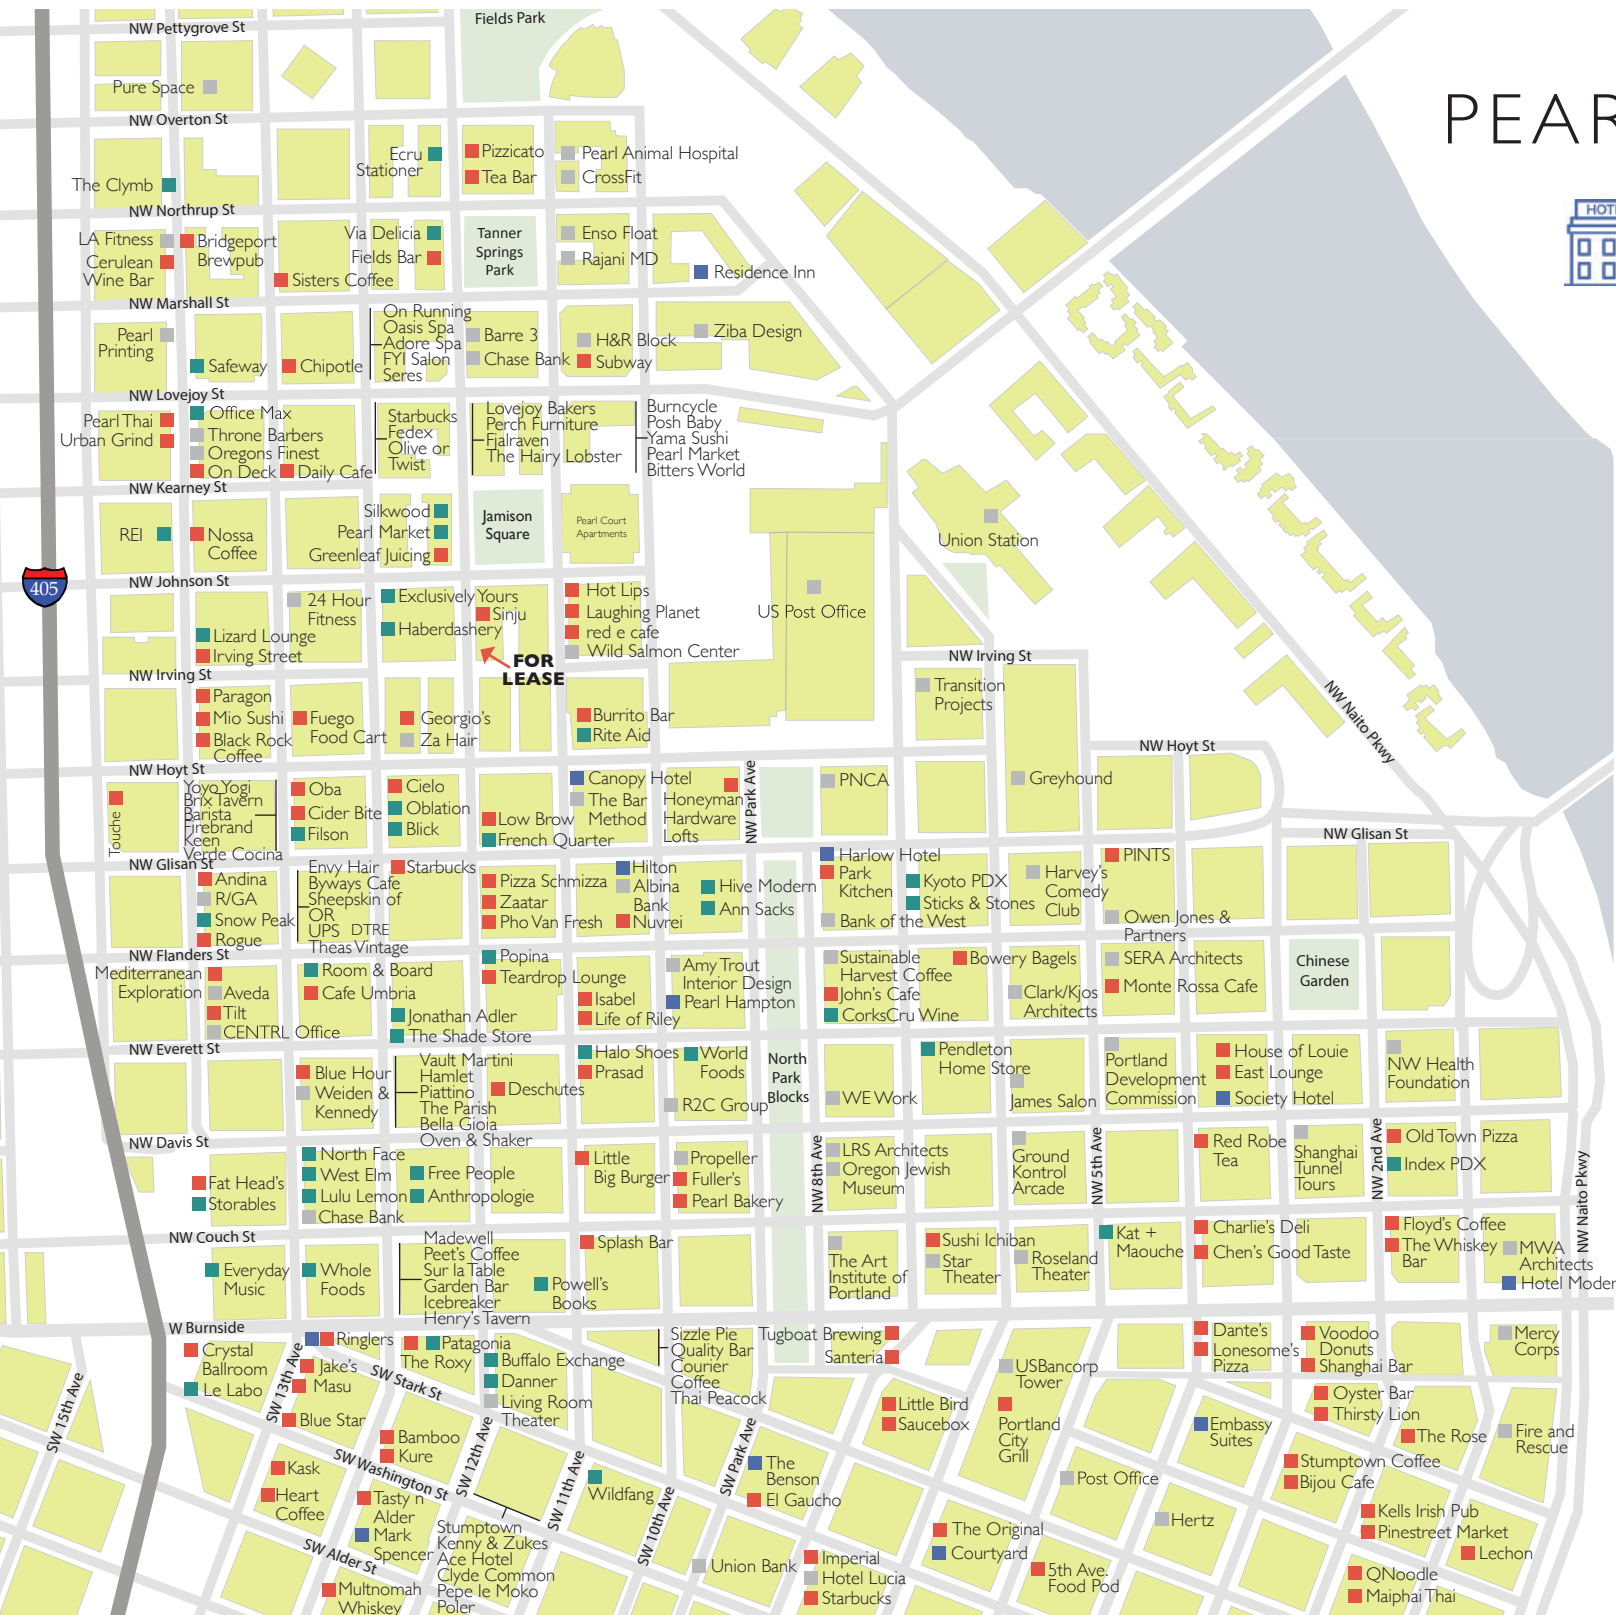 NW Pettygrove St
Fields Park
Pure Space
NW Overton St
PEAR
Ecru
Stationer
Pizzicato
Tea Bar
Pearl Animal Hospital
CrossFit
The Clymb
NW Northrup St
HOT
LA Fitness
Bridgeport
Brewpub
Cerulean
Wine Bar
Sisters Coffee
Via Delicia
Fields Bar
Tanner
Springs
Park
Enso Float
Rajani MD
Residence Inn
NW Marshall St
Pearl
Printing
Safeway
Chipotle
On Running
Oasis Spa
Adore Spa
FYI Salon
Seres
Barre 3
Chase Bank
H&R Block
Subway
Ziba Design
NW Lovejoy St
Pearl Thai
Urban Grind
Office Max
Throne Barbers
Oregons Finest
On Deck
Daily Cafe
Starbucks
Fedex
Olive or
Twist
Lovejoy Bakers
Perch Furniture
Fjalraven
The Hairy Lobster
Burncycle
Posh Baby
Yama Sushi
Pearl Market
Bitters World
NW Kearney St
REI
Nossa
Coffee
Silkwood
Pearl Market
Greenleaf Juicing
Jamison
Square
Pearl Court
Apartments
Union Station
NW Johnson St
405
24 Hour
Fitness
Lizard Lounge
Irving Street
Exclusively Yours
Haberdashery
Sinju
FOR
LEASE
Hot Lips
Laughing Planet
red e cafe
Wild Salmon Center
US Post Office
NW Irving St
NW Irving St
Paragon
Mio Sushi
Black Rock
Coffee
Fuego
Food Cart
Georgio's
Za Hair
Burrito Bar
Rite Aid
Transition
Projects
NW Naito Pkwy
NW Hoyt St
NW Hoyt St
Touche
Yoyo Yogi
Brix Tavern
Barista
Firebrand
Keen
Verde Cocina
Oba
Cider Bite
Filson
Cielo
Oblation
Blick
Low Brow
French Quarter
Canopy Hotel
The Bar
Method
Honeyman
Hardware
Lofts
NW Park Ave
PNCA
Greyhound
NW Glisan St
NW Glisan St
Andina
R/GA
Snow Peak
Rogue
Envy Hair
Byways Cafe
Sheepskin of
OR
UPS DTRE
Theas Vintage
Starbucks
Pizza Schmizza
Zaatar
Pho Van Fresh
Hilton
Albina
Bank
Nuvrei
Hive Modern
Ann Sacks
Harlow Hotel
Park
Kitchen
Bank of the West
Kyoto PDX
Sticks & Stones
Harvey's
Comedy
Club
PINTS
Owen Jones &
Partners
NW Flanders St
Mediterranean
Exploration
Aveda
Tilt
CENTRL Office
Room & Board
Cafe Umbria
Jonathan Adler
The Shade Store
Popina
Teardrop Lounge
Isabel
Life of Riley
Amy Trout
Interior Design
Pearl Hampton
Sustainable
Harvest Coffee
John's Cafe
CorksCru Wine
Bowery Bagels
Clark/Kjos
Architects
SERA Architects
Monte Rossa Cafe
Chinese
Garden
NW Everett St
Blue Hour
Weiden &
Kennedy
Vault Martini
Hamlet
Piattino
The Parish
Bella Gioia
Oven & Shaker
Deschutes
Halo Shoes
Prasad
World
Foods
R2C Group
North
Park
Blocks
WE Work
Pendleton
Home Store
James Salon
Portland
Development
Commission
House of Louie
East Lounge
Society Hotel
NW Health
Foundation
NW Davis St
Fat Head's
Storables
North Face
West Elm
Lulu Lemon
Chase Bank
Free People
Anthropologie
Little
Big Burger
Propeller
Fuller's
Pearl Bakery
NW 8th Ave
LRS Architects
Oregon Jewish
Museum
Ground
Kontrol
Arcade
NW 5th Ave
Red Robe
Tea
Shanghai
Tunnel
Tours
NW 2nd Ave
Old Town Pizza
Index PDX
NW Naito Pkwy
NW Couch St
Everyday
Music
Whole
Foods
Madewell
Peet's Coffee
Sur la Table
Garden Bar
Icebreaker
Henry's Tavern
Powell's
Books
Splash Bar
The Art
Institute of
Portland
Sushi Ichiban
Star
Theater
Roseland
Theater
Kat +
Maouche
Charlie's Deli
Chen's Good Taste
Floyd's Coffee
The Whiskey
Bar
MWA
Architects
Hotel Moder
W Burnside
Crystal
Ballroom
Le Labo
Ringlers
Jake's
Masu
Blue Star
SW 13th Ave
SW Stark St
The Roxy
Patagonia
Buffalo Exchange
Danner
Living Room
Theater
Sizzle Pie
Quality Bar
Courier
Coffee
Thai Peacock
Tugboat Brewing
Santeria
USBancorp
Tower
Little Bird
Saucebox
Portland
City
Grill
Dante's
Lonesome's
Pizza
Voodoo
Donuts
Shanghai Bar
Mercy
Corps
Oyster Bar
Thirsty Lion
Embassy
Suites
The Rose
Fire and
Rescue
SW 15th Ave
Bamboo
Kure
SW Washington St
SW 12th Ave
SW 11th Ave
Kask
Heart
Coffee
Tasty n
Alder
Mark
Spencer
SW Alder St
Multnomah
Whiskey
Stumptown
Kenny & Zukes
Ace Hotel
Clyde Common
Pepe le Moko
Poler
Wildfang
SW 10th Ave
SW Park Ave
The
Benson
El Gaucho
Union Bank
Imperial
Hotel Lucia
Starbucks
The Original
Courtyard
Post Office
5th Ave.
Food Pod
Hertz
Stumptown Coffee
Bijou Cafe
Kells Irish Pub
Pinestreet Market
Lechon
QNoodle
Maiphai Thai